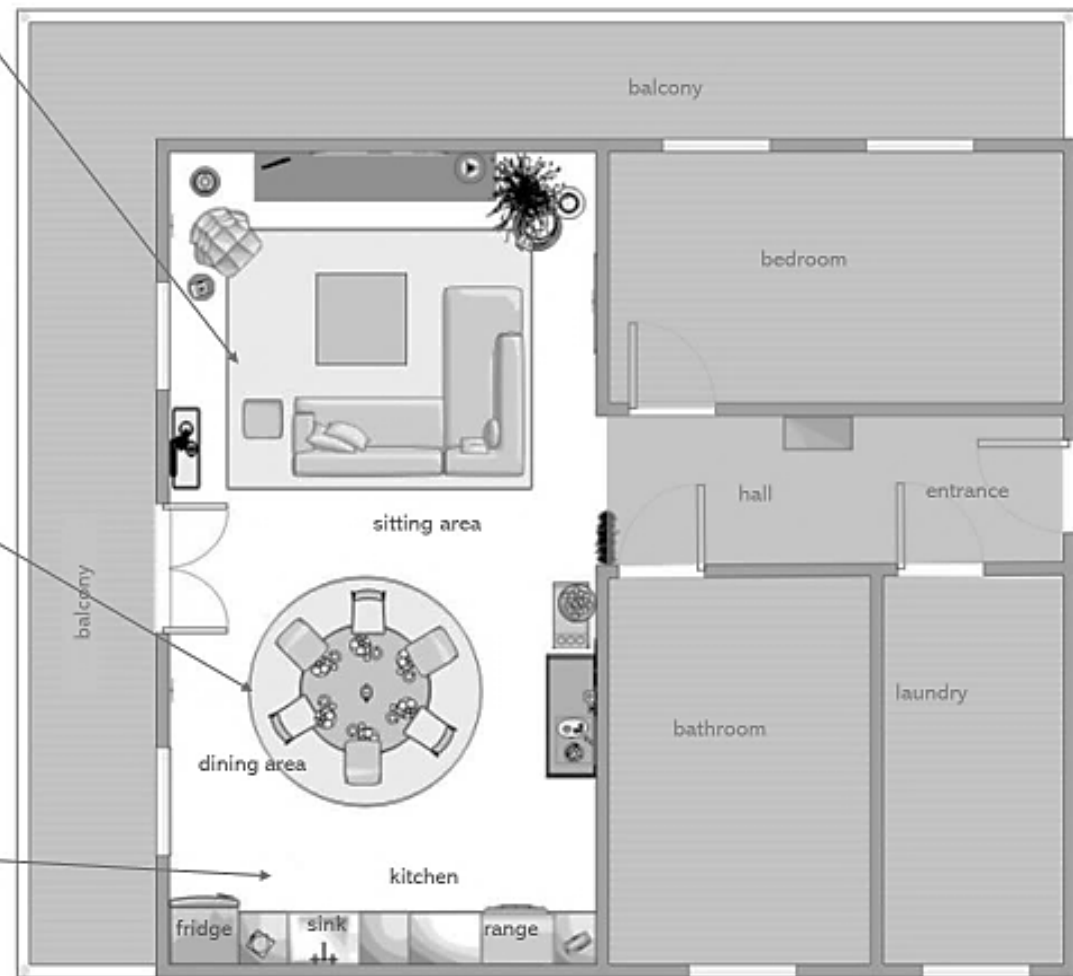 balcony
bedroom
hall
entrance
sitting area
balcony
laundry
bathroom
dining area
kitchen
fridge
sink
range